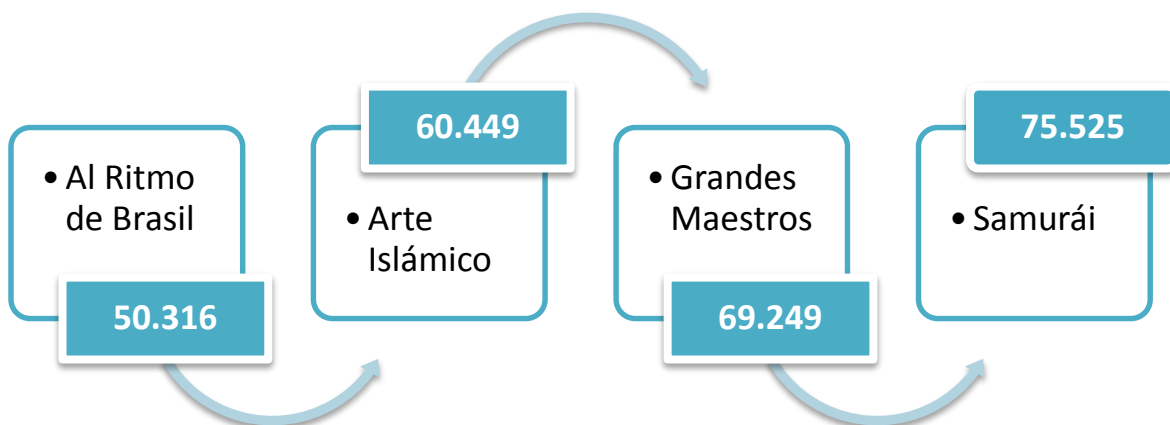 • Al Ritmo
de Brasil
50.316
60.449
• Arte
Islámico
• Grandes
Maestros
69.249
75.525
• Samurái